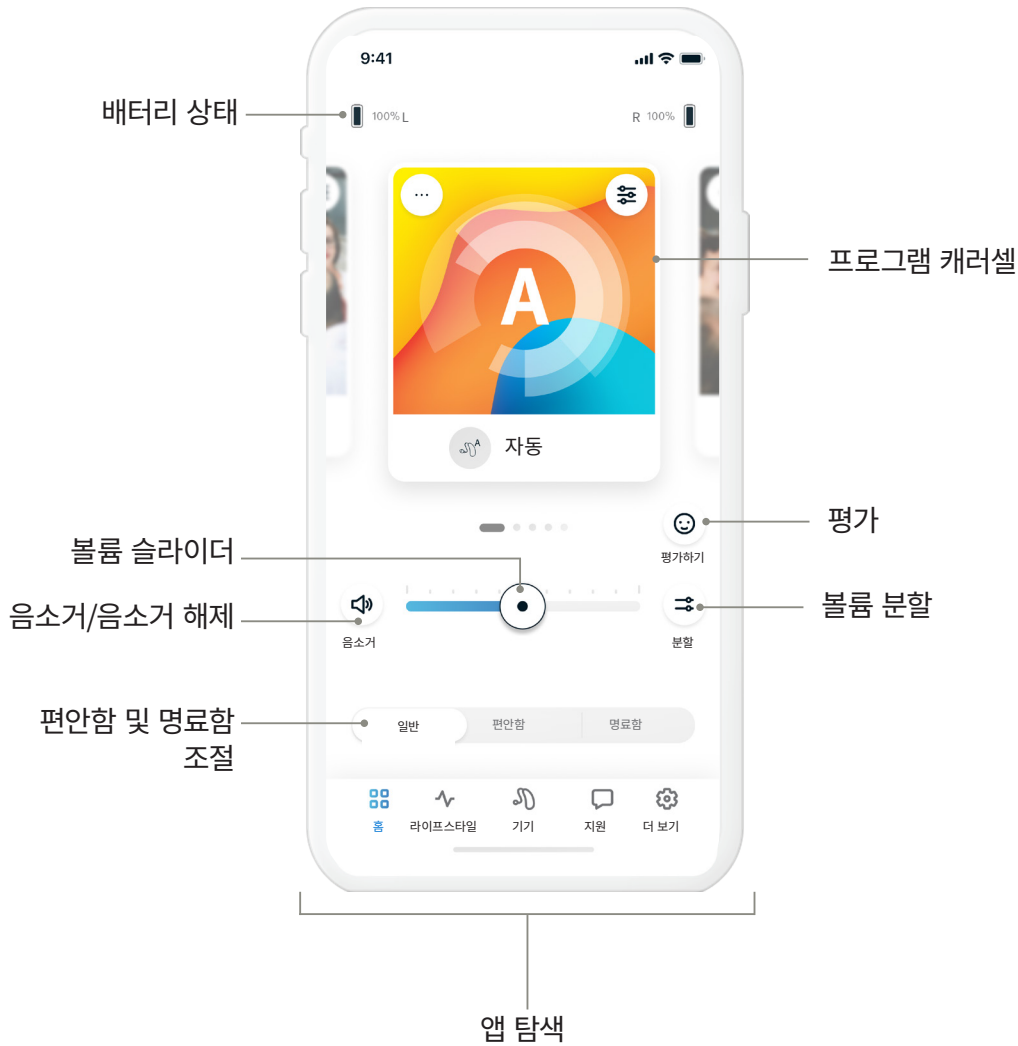 9:41
배터리 상태
100% L
R 100%
...
A
프로그램 캐러셀
A 자동
평가
평가하기
볼륨 슬라이더
음소거/음소거 해제
음소거
볼륨 분할
분할
편안함 및 명료함
조절
일반 편안함 명료함
홈 라이프스타일 기기 지원 더 보기
앱 탐색